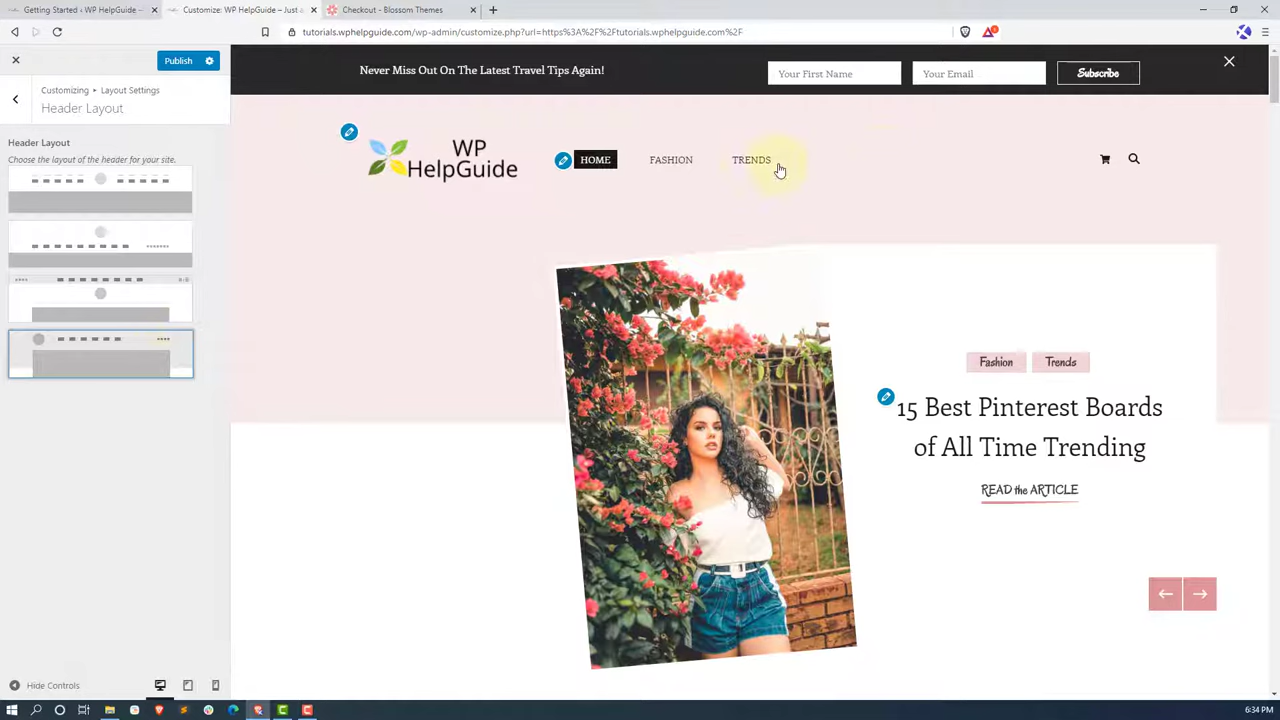 Getting Started ‹ WP HelpGuide —
Customize: WP HelpGuide – Just a
Checkout - Blossom Themes
tutorials.wphelpguide.com/wp-admin/customize.php?url=https%3A%2F%2Ftutorials.wphelpguide.com%2F
Publish
Customizing ▸ Layout Settings
Header Layout
Header Layout
Choose the layout of the header for your site.
Hide Controls
Never Miss Out On The Latest Travel Tips Again!
Your First Name
Your Email
Subscribe
WP
HelpGuide
HOME
FASHION
TRENDS
Fashion
Trends
15 Best Pinterest Boards
of All Time Trending
READ the ARTICLE
6:34 PM